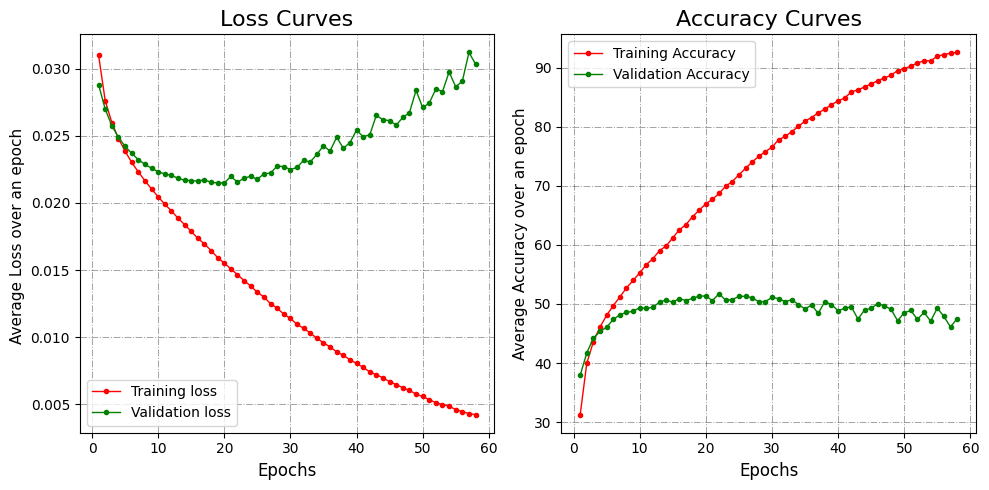 Loss Curves
Average Loss over an epoch
0.030
0.025
0.020
0.015
0.010
0.005
Training loss
Validation loss
0 10 20 30 40 50 60
Epochs
Accuracy Curves
Average Accuracy over an epoch
90
80
70
60
50
40
30
Training Accuracy
Validation Accuracy
0 10 20 30 40 50 60
Epochs